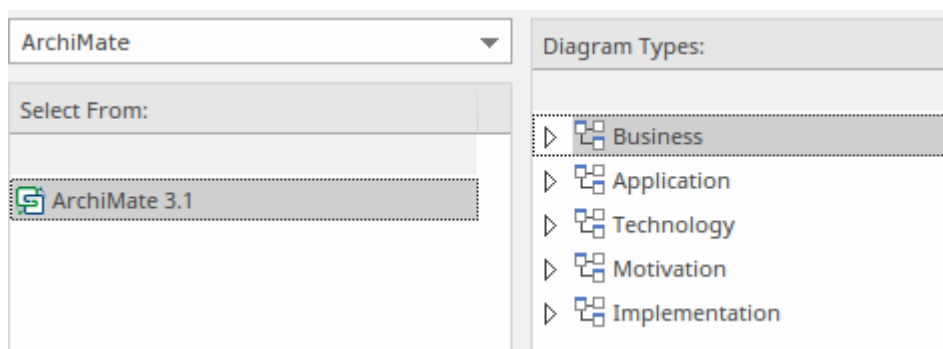 ArchiMate
Select From:
ArchiMate 3.1
Diagram Types:
Business
Application
Technology
Motivation
Implementation